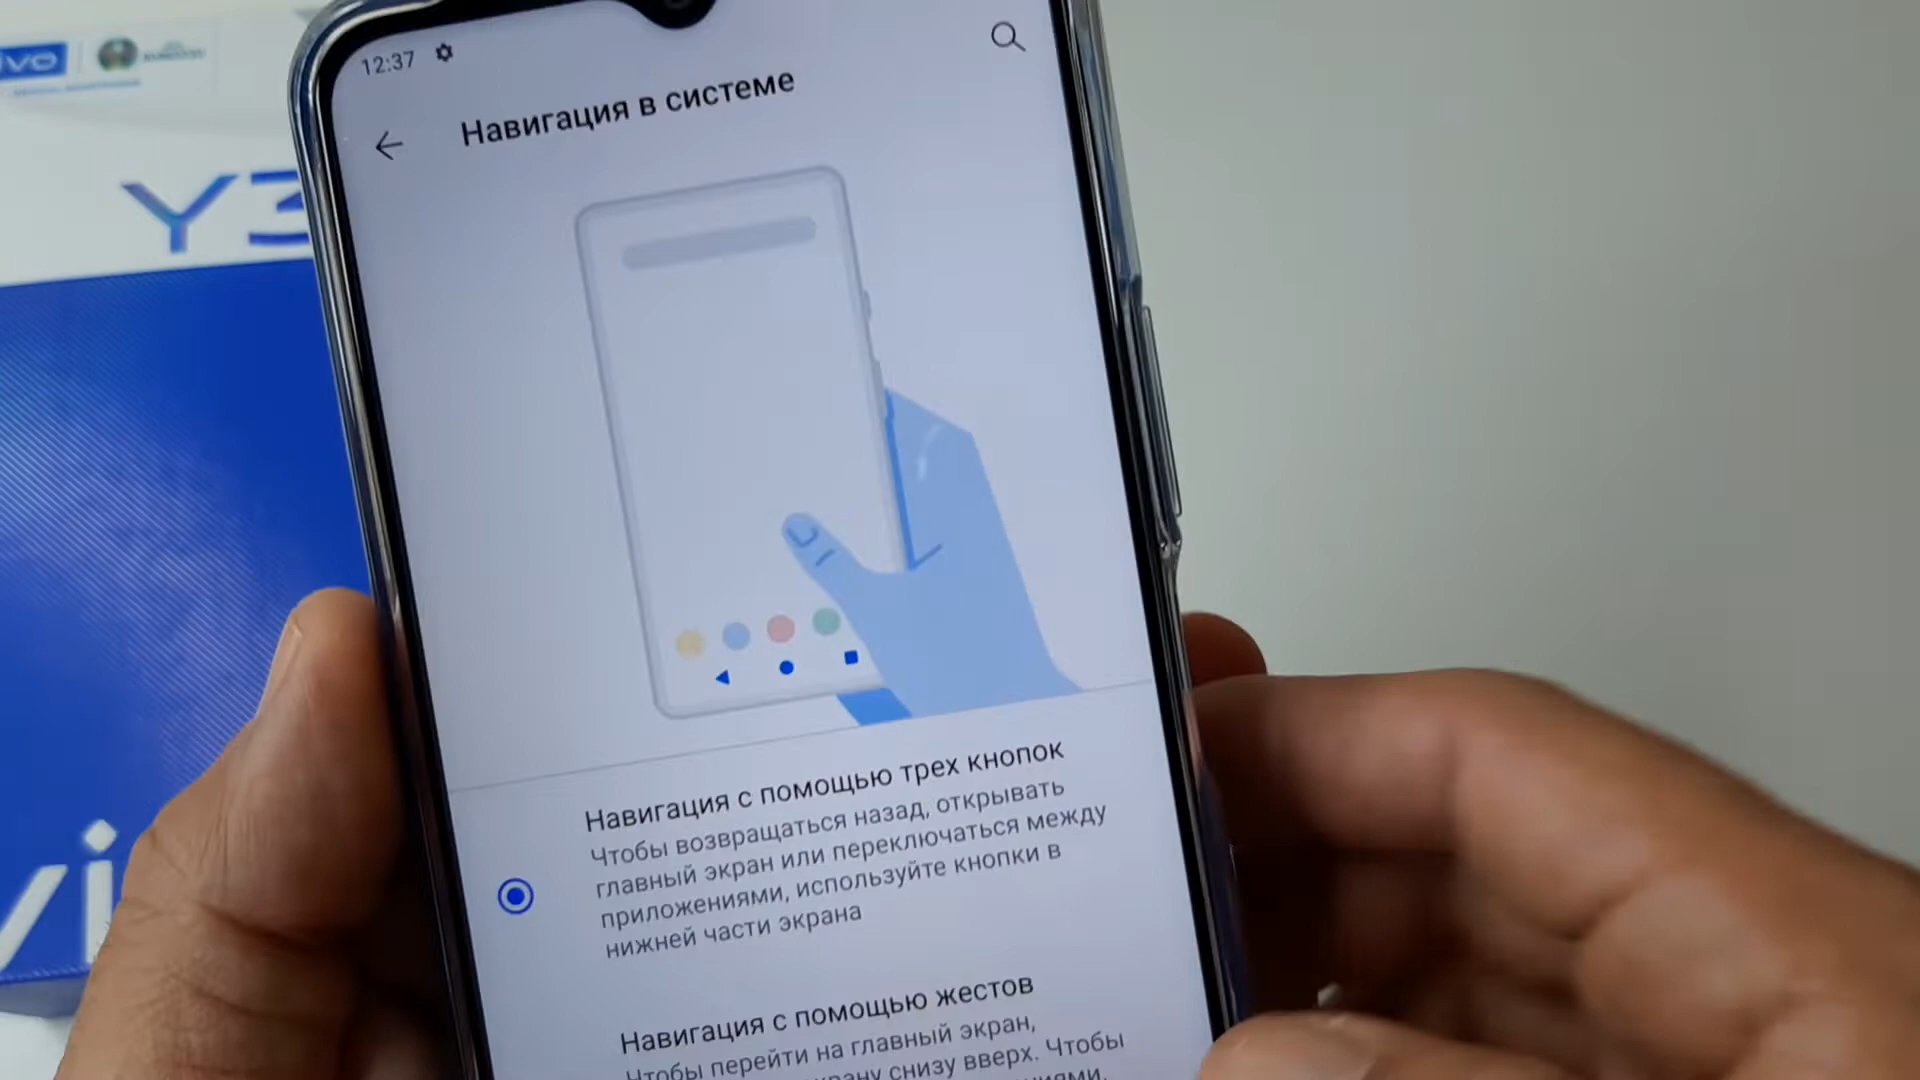 12:37
Навигация в системе
Y3
Навигация с помощью трех кнопок
Чтобы возвращаться назад, открывать
главный экран или переключаться между
приложениями, используйте кнопки в
нижней части экрана
Навигация с помощью жестов
Чтобы перейти на главный экран,
снизу вверх. Чтобы
vi